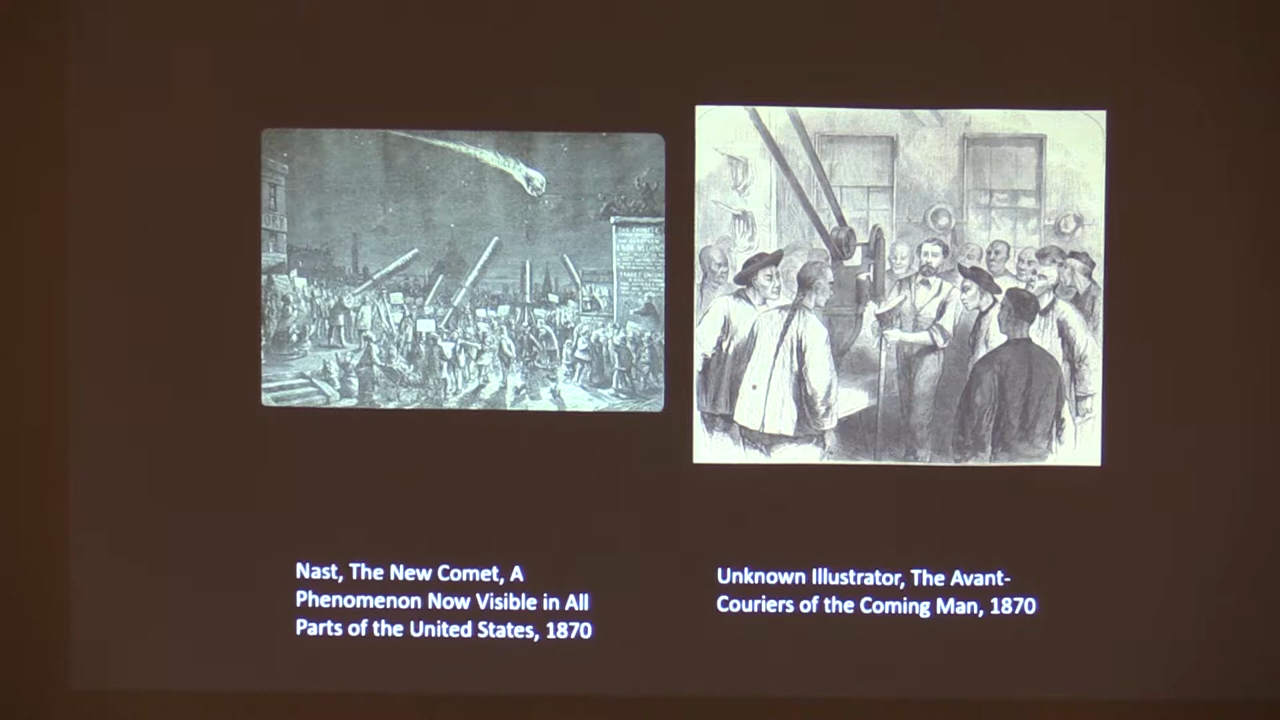 Nast, The New Comet, A
Phenomenon Now Visible in All
Parts of the United States, 1870
Unknown Illustrator, The Avant-
Couriers of the Coming Man, 1870